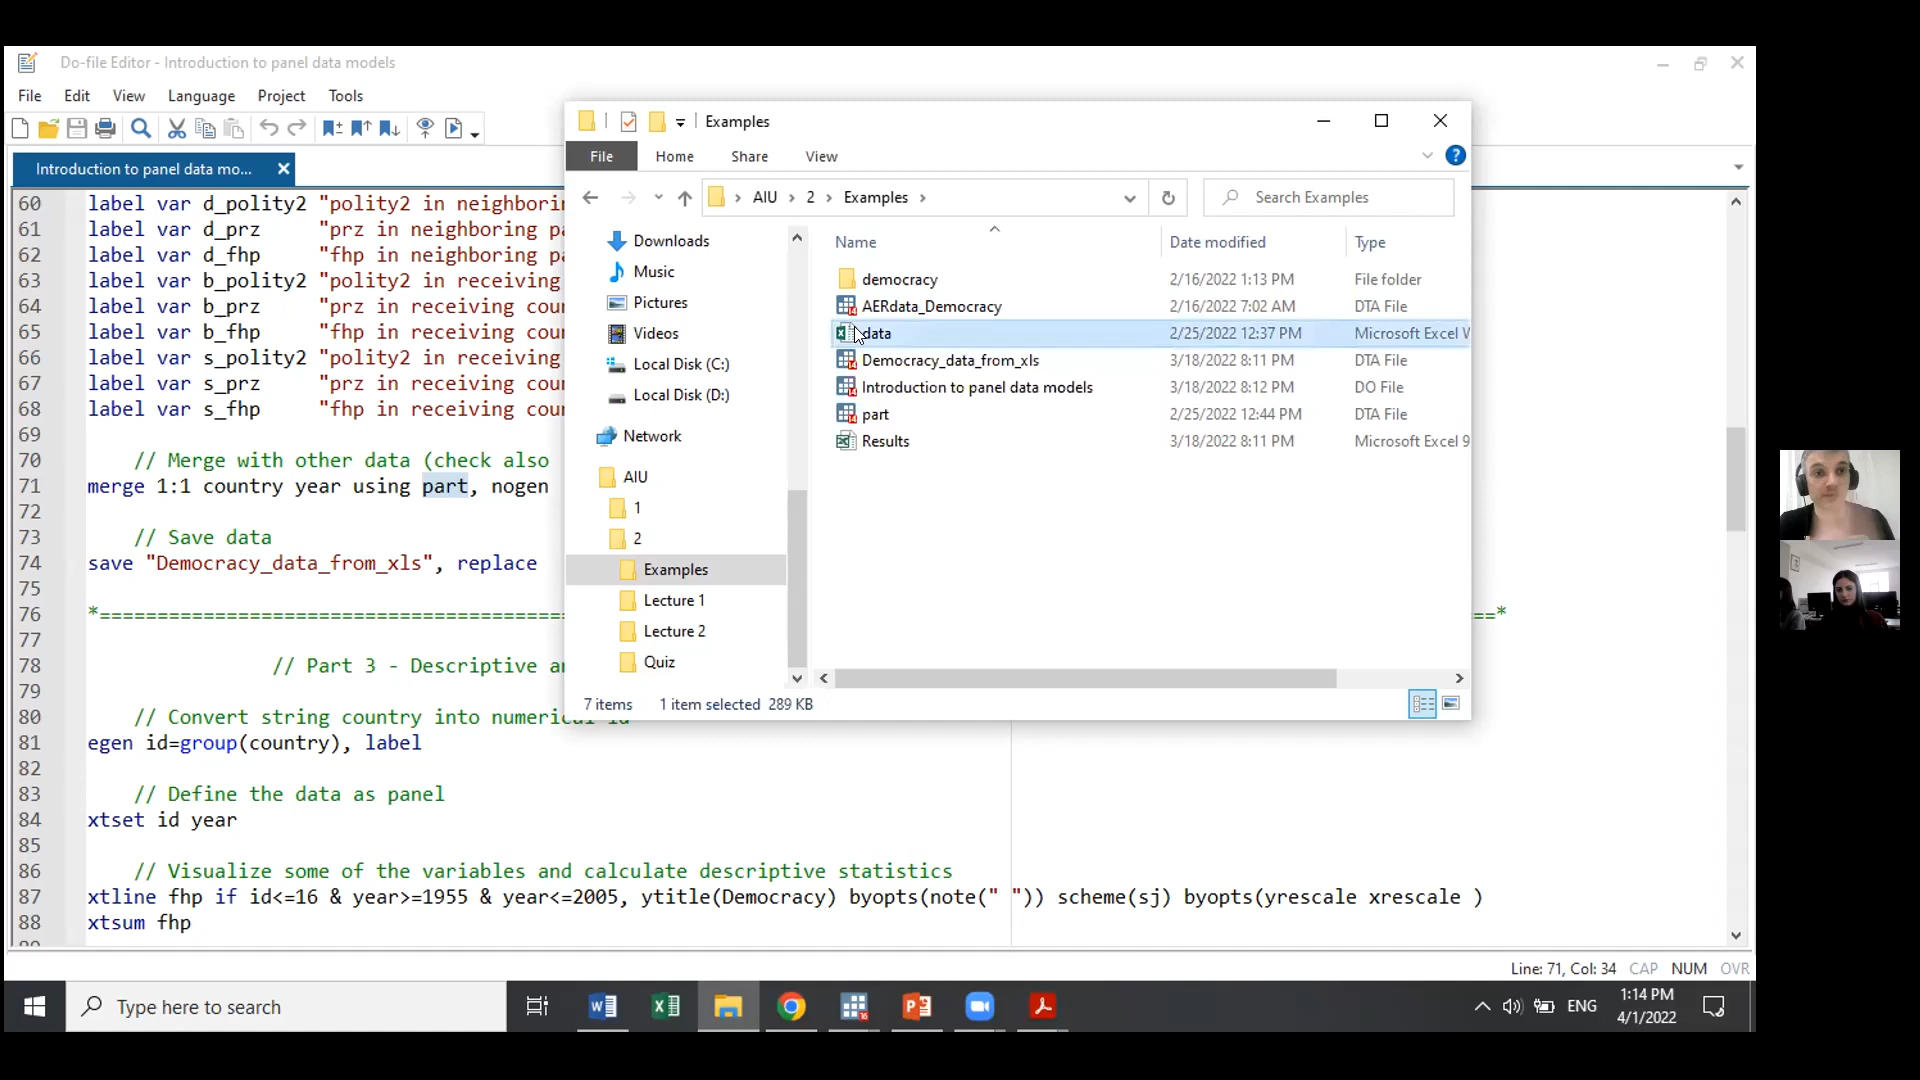 Do-file Editor - Introduction to panel data models
File Edit View Language Project Tools
Introduction to panel data mo...
60 label var d_polity2 "polity2 in neighborin
61 label var d_prz "prz in neighboring pa
62 label var d_fhp "fhp in neighboring pa
63 label var b_polity2 "polity2 in receiving
64 label var b_prz "prz in receiving coun
65 label var b_fhp "fhp in receiving coun
66 label var s_polity2 "polity2 in receiving
67 label var s_prz "prz in receiving coun
68 label var s_fhp "fhp in receiving coun
69
70 // Merge with other data (check also
71 merge 1:1 country year using part, nogen
72
73 // Save data
74 save "Democracy_data_from_xls", replace
75
76 *==============================================*
77
78 // Part 3 - Descriptive an
79
80 // Convert string country into numerical id
81 egen id=group(country), label
82
83 // Define the data as panel
84 xtset id year
85
86 // Visualize some of the variables and calculate descriptive statistics
87 xtline fhp if id<=16 & year>=1955 & year<=2005, ytitle(Democracy) byopts(note(" ")) scheme(sj) byopts(yrescale xrescale )
88 xtsum fhp
Line: 71, Col: 34 CAP NUM OVR
Examples
File Home Share View
AIU 2 Examples
Search Examples
Downloads
Music
Pictures
Videos
Local Disk (C:)
Local Disk (D:)
Network
AIU
1
2
Examples
Lecture 1
Lecture 2
Quiz
Name Date modified Type
democracy 2/16/2022 1:13 PM File folder
AERdata_Democracy 2/16/2022 7:02 AM DTA File
data 2/25/2022 12:37 PM Microsoft Excel W
Democracy_data_from_xls 3/18/2022 8:11 PM DTA File
Introduction to panel data models 3/18/2022 8:12 PM DO File
part 2/25/2022 12:44 PM DTA File
Results 3/18/2022 8:11 PM Microsoft Excel 9
7 items 1 item selected 289 KB
Type here to search
ENG
1:14 PM
4/1/2022